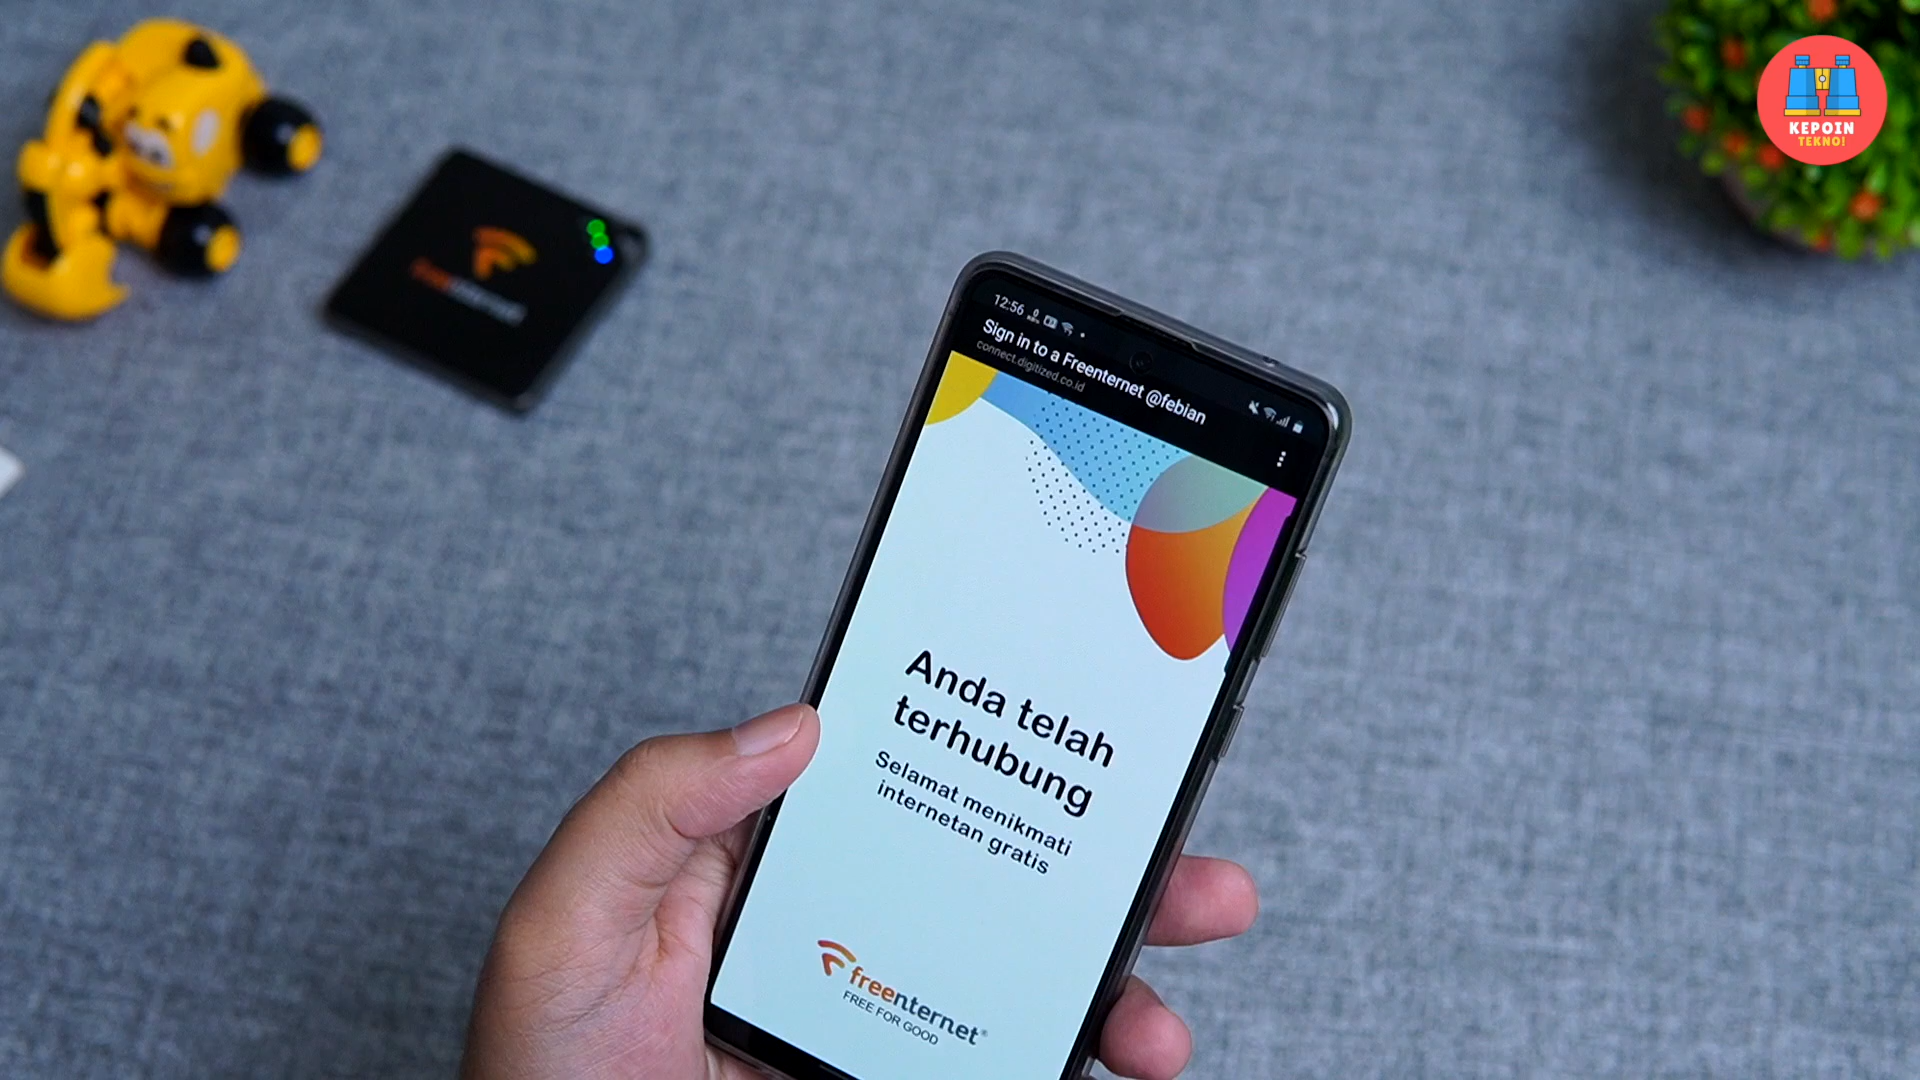 KEPOIN
TEKNO!
freenternet
12:56
Sign in to a Freenternet @febian
connect.digitized.co.id
Anda telah
terhubung
Selamat menikmati
internetan gratis
freenternet®
FREE FOR GOOD